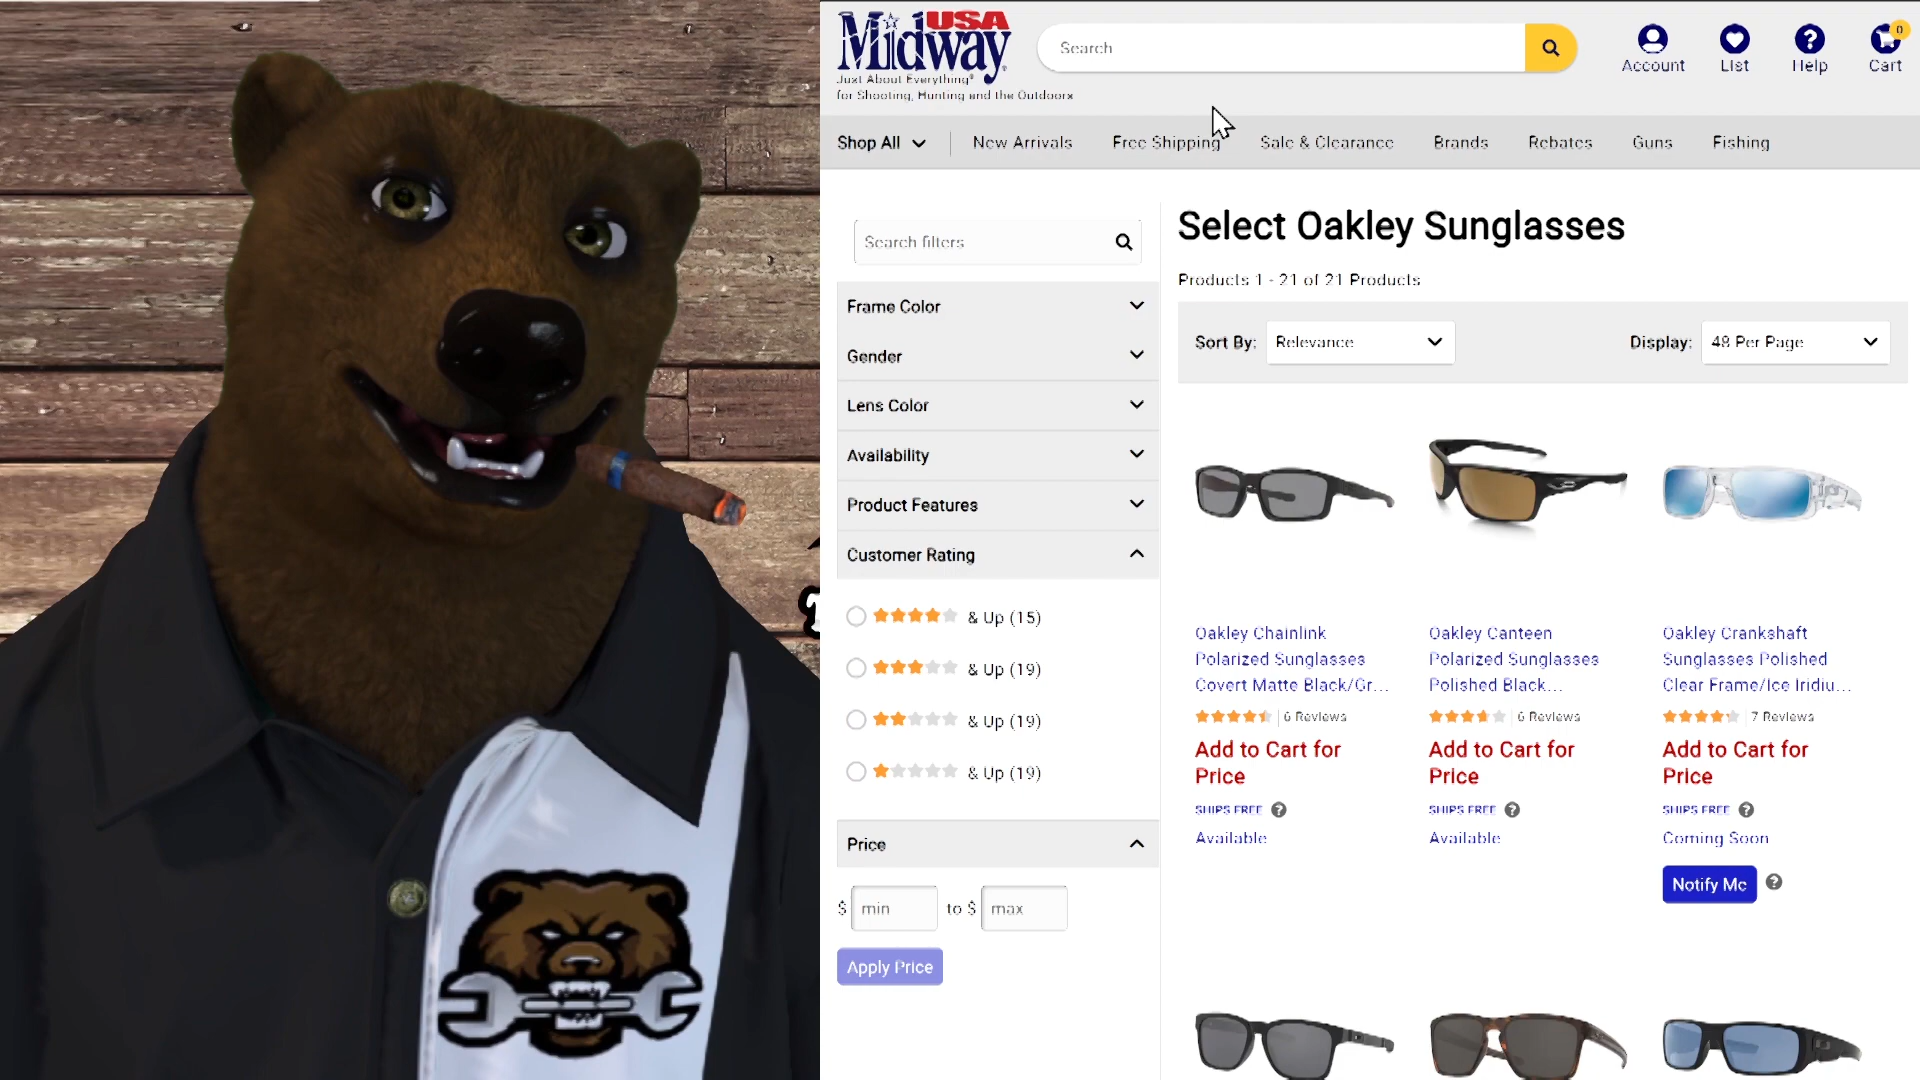 USA
Midway
Just About Everything®
for Shooting, Hunting and the Outdoors
Search
Account
List
Help
0
Cart
Shop All
New Arrivals
Free Shipping
Sale & Clearance
Brands
Rebates
Guns
Fishing
Search filters
Frame Color
Gender
Lens Color
Availability
Product Features
Customer Rating
& Up (15)
& Up (19)
& Up (19)
& Up (19)
Price
$ min to $ max
Apply Price
Select Oakley Sunglasses
Products 1 - 21 of 21 Products
Sort By: Relevance
Display: 48 Per Page
Oakley Chainlink
Polarized Sunglasses
Covert Matte Black/Gr...
6 Reviews
Add to Cart for
Price
SHIPS FREE
Available
Oakley Canteen
Polarized Sunglasses
Polished Black...
6 Reviews
Add to Cart for
Price
SHIPS FREE
Available
Oakley Crankshaft
Sunglasses Polished
Clear Frame/Ice Iridiu...
7 Reviews
Add to Cart for
Price
SHIPS FREE
Coming Soon
Notify Me